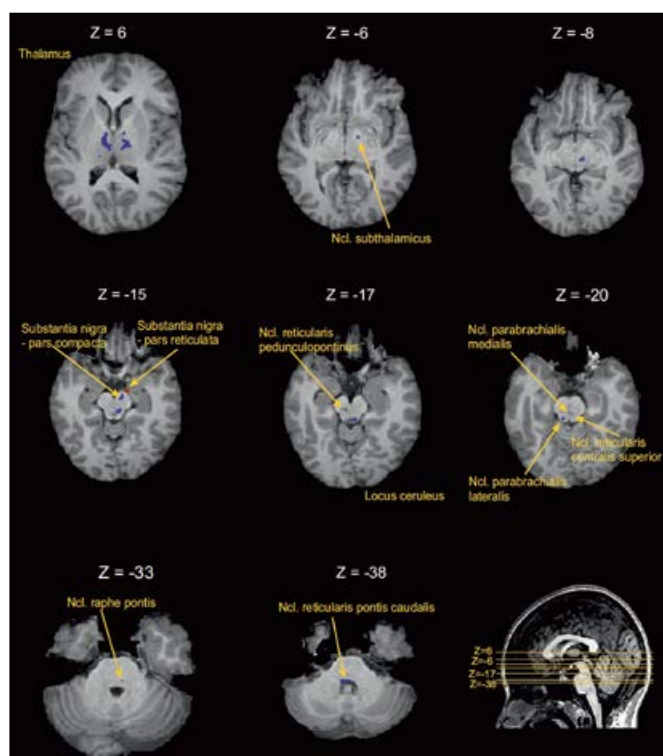 Z = 6
Z = -6
Z = -8
Thalamus
Ncl. subthalamicus
Z = -15
Z = -17
Z = -20
Substantia nigra
- pars compacta
Substantia nigra
- pars reticulata
Ncl. reticularis
pedunculopontinus
Ncl. parabrachialis
medialis
Ncl. reticularis
centralis superior
Ncl. parabrachialis
lateralis
Locus ceruleus
Z = -33
Z = -38
Ncl. raphe pontis
Ncl. reticularis pontis caudalis
Z=6
Z=-6
Z=-17
Z=-38